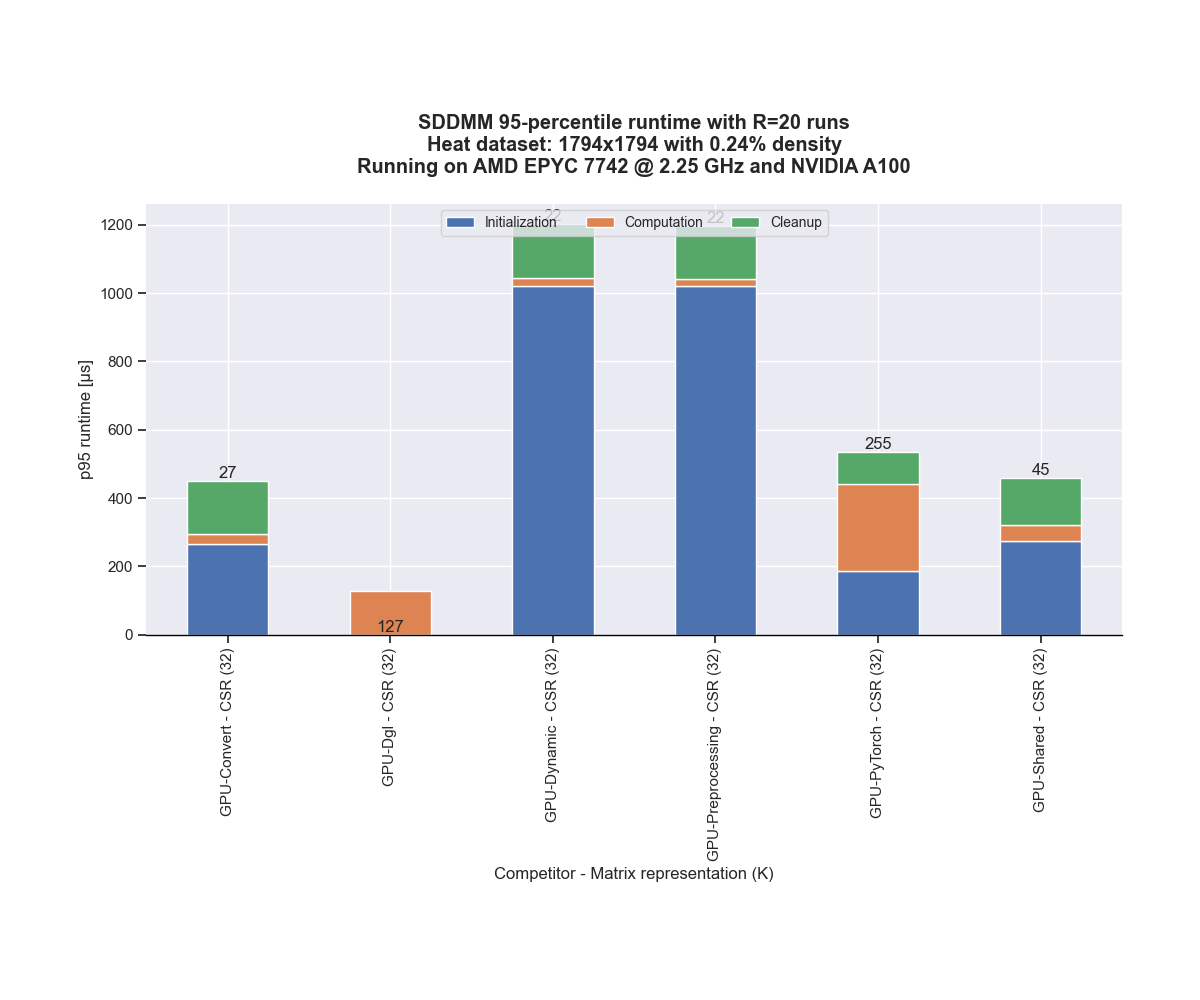 SDDMM 95-percentile runtime with R=20 runs
Heat dataset: 1794x1794 with 0.24% density
Running on AMD EPYC 7742 @ 2.25 GHz and NVIDIA A100
22
22
Initialization
Computation
Cleanup
1200
1000
800
600
400
200
0
p95 runtime [µs]
27
127
255
45
GPU-Convert - CSR (32)
GPU-Dgl - CSR (32)
GPU-Dynamic - CSR (32)
GPU-Preprocessing - CSR (32)
GPU-PyTorch - CSR (32)
GPU-Shared - CSR (32)
Competitor - Matrix representation (K)